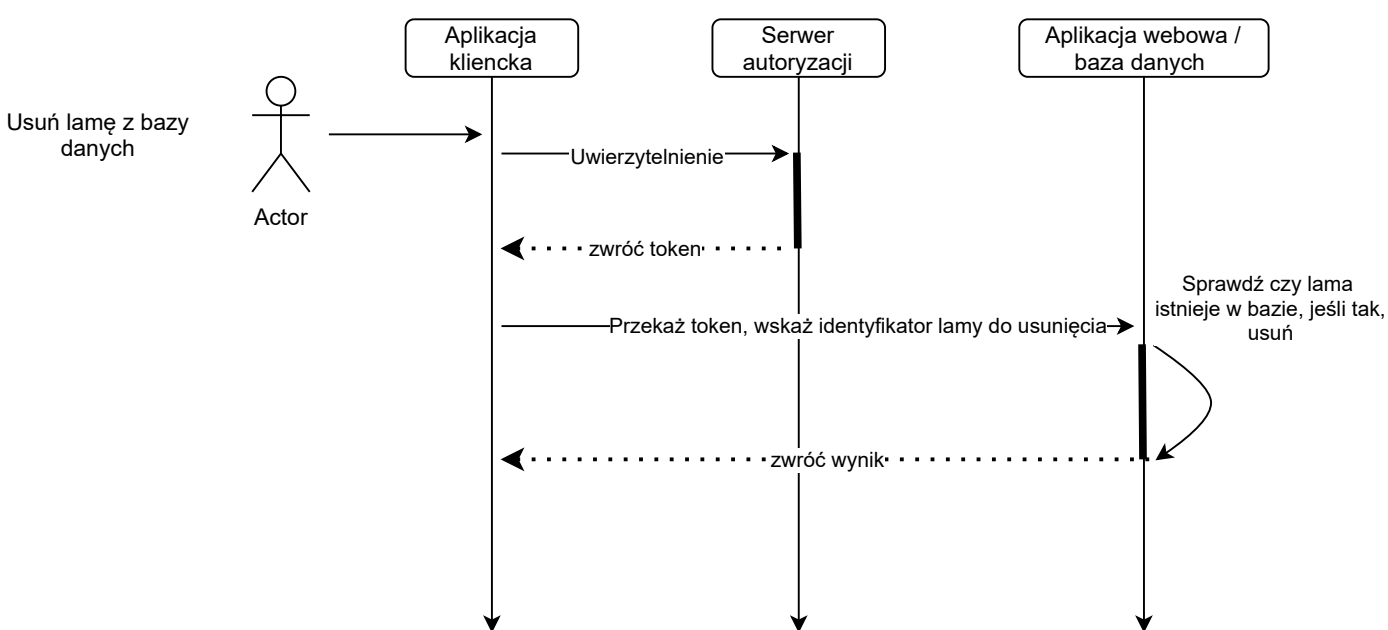 Aplikacja
kliencka
Serwer
autoryzacji
Aplikacja webowa /
baza danych
Usuń lamę z bazy
danych
Actor
Uwierzytelnienie
zwróć token
Sprawdź czy lama
istnieje w bazie, jeśli tak,
usuń
Przekaż token, wskaż identyfikator lamy do usunięcia
zwróć wynik